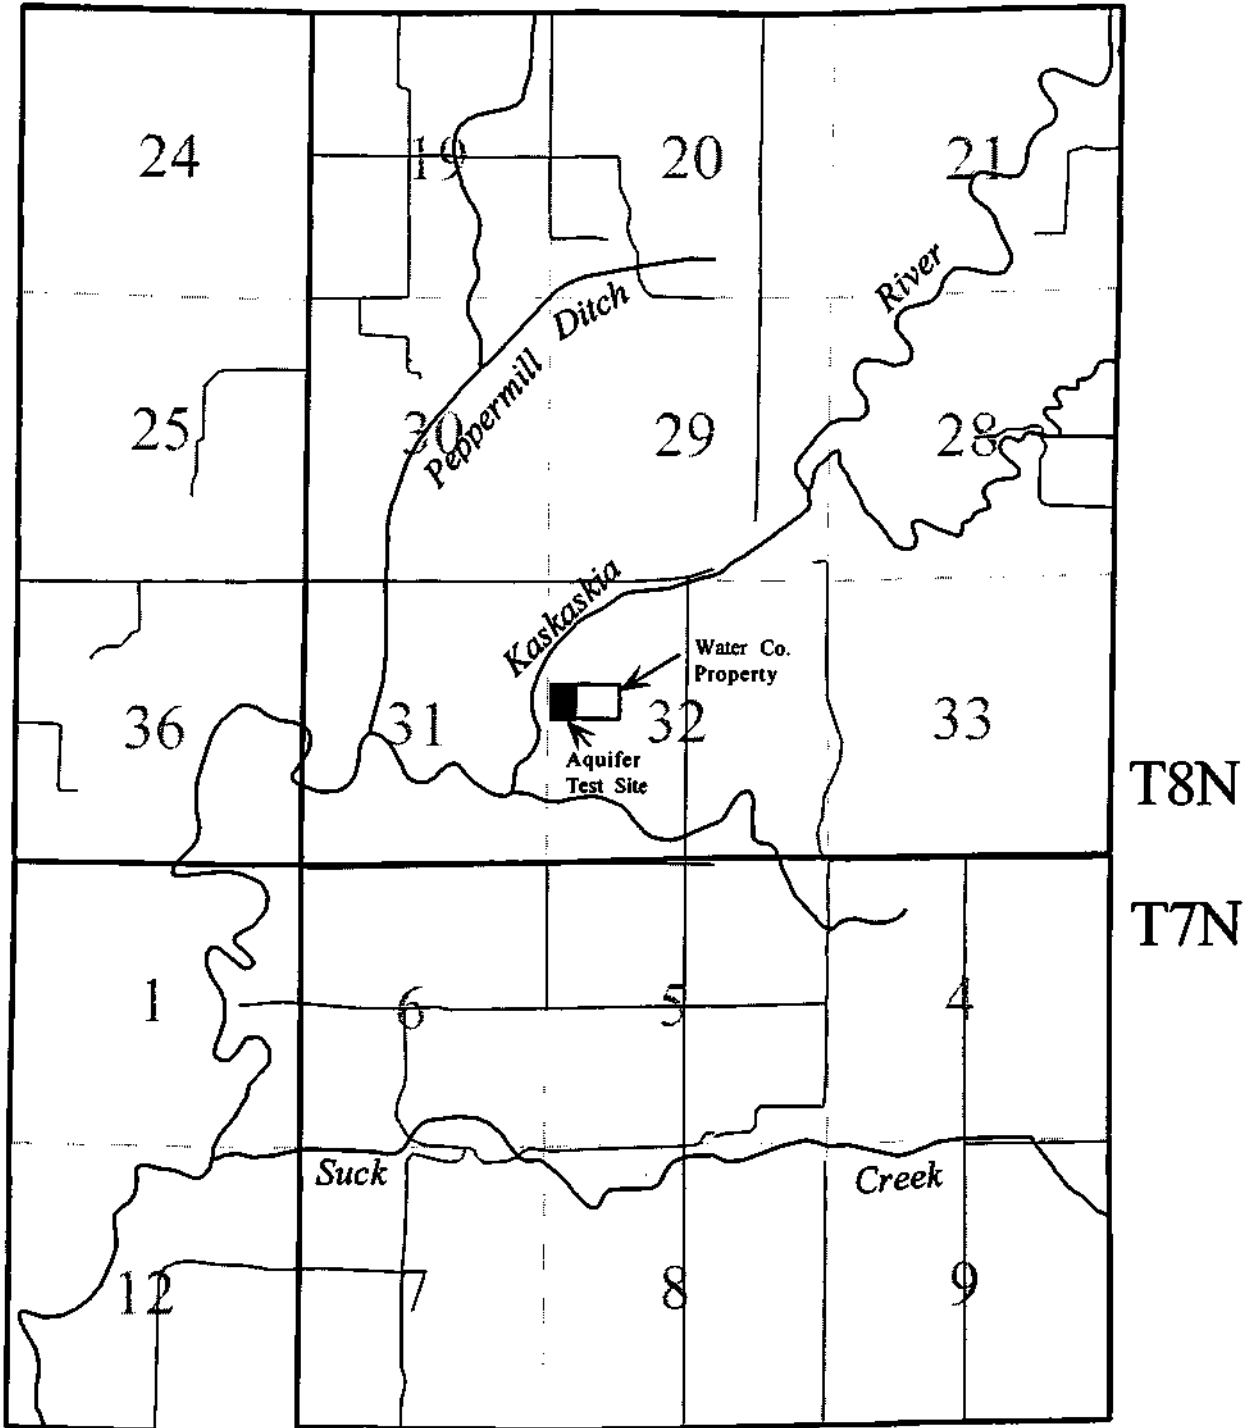 24
19
20
21
River
Ditch
Peppermill
25
30
29
28
Kaskaskia
Water Co.
Property
36
31
32
33
Aquifer
Test Site
T8N
T7N
1
6
5
4
Suck
Creek
12
7
8
9